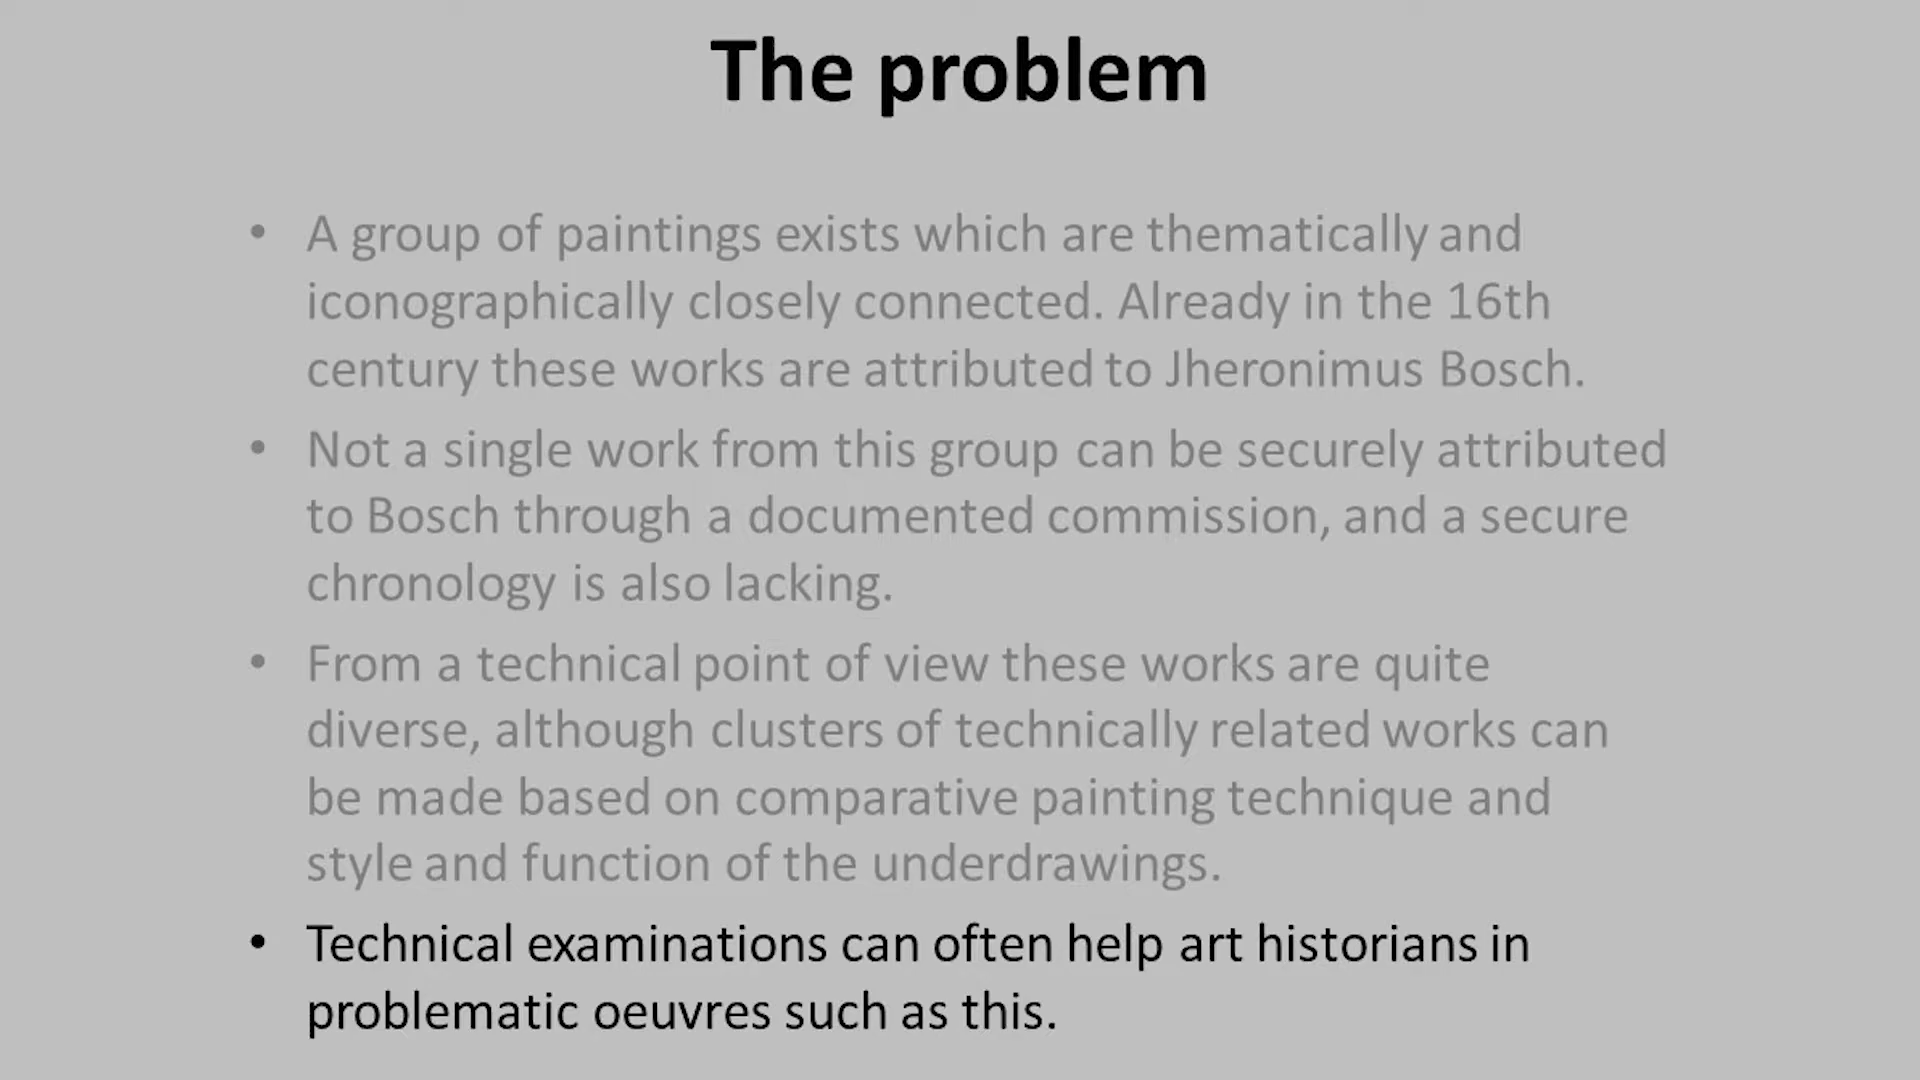 The problem
• A group of paintings exists which are thematically and
iconographically closely connected. Already in the 16th
century these works are attributed to Jheronimus Bosch.
• Not a single work from this group can be securely attributed
to Bosch through a documented commission, and a secure
chronology is also lacking.
• From a technical point of view these works are quite
diverse, although clusters of technically related works can
be made based on comparative painting technique and
style and function of the underdrawings.
• Technical examinations can often help art historians in
problematic oeuvres such as this.